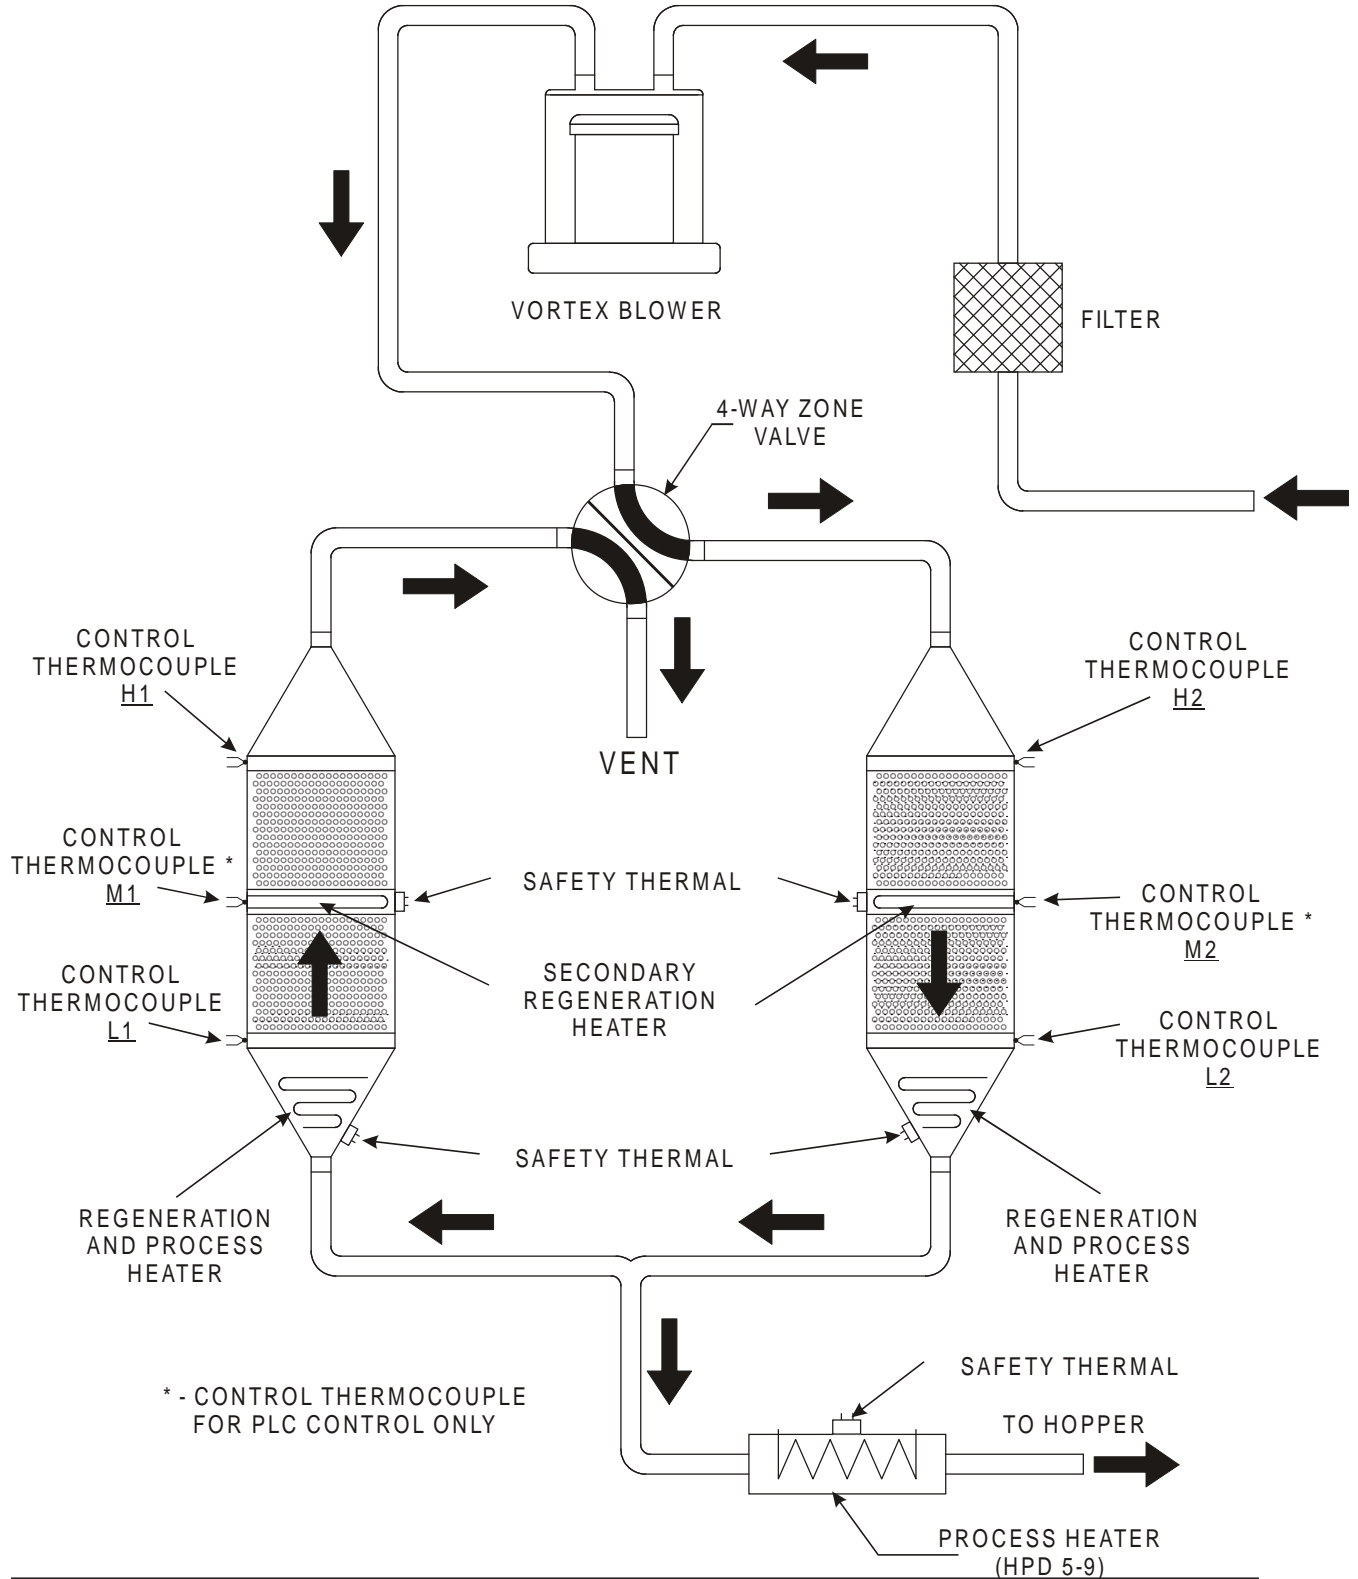 VORTEX BLOWER
FILTER
4-WAY ZONE
VALVE
CONTROL
THERMOCOUPLE
H1
CONTROL
THERMOCOUPLE
H2
VENT
CONTROL
THERMOCOUPLE *
M1
SAFETY THERMAL
CONTROL
THERMOCOUPLE *
M2
CONTROL
THERMOCOUPLE
L1
SECONDARY
REGENERATION
HEATER
CONTROL
THERMOCOUPLE
L2
SAFETY THERMAL
REGENERATION
AND PROCESS
HEATER
REGENERATION
AND PROCESS
HEATER
* - CONTROL THERMOCOUPLE
FOR PLC CONTROL ONLY
SAFETY THERMAL
TO HOPPER
PROCESS HEATER
(HPD 5-9)